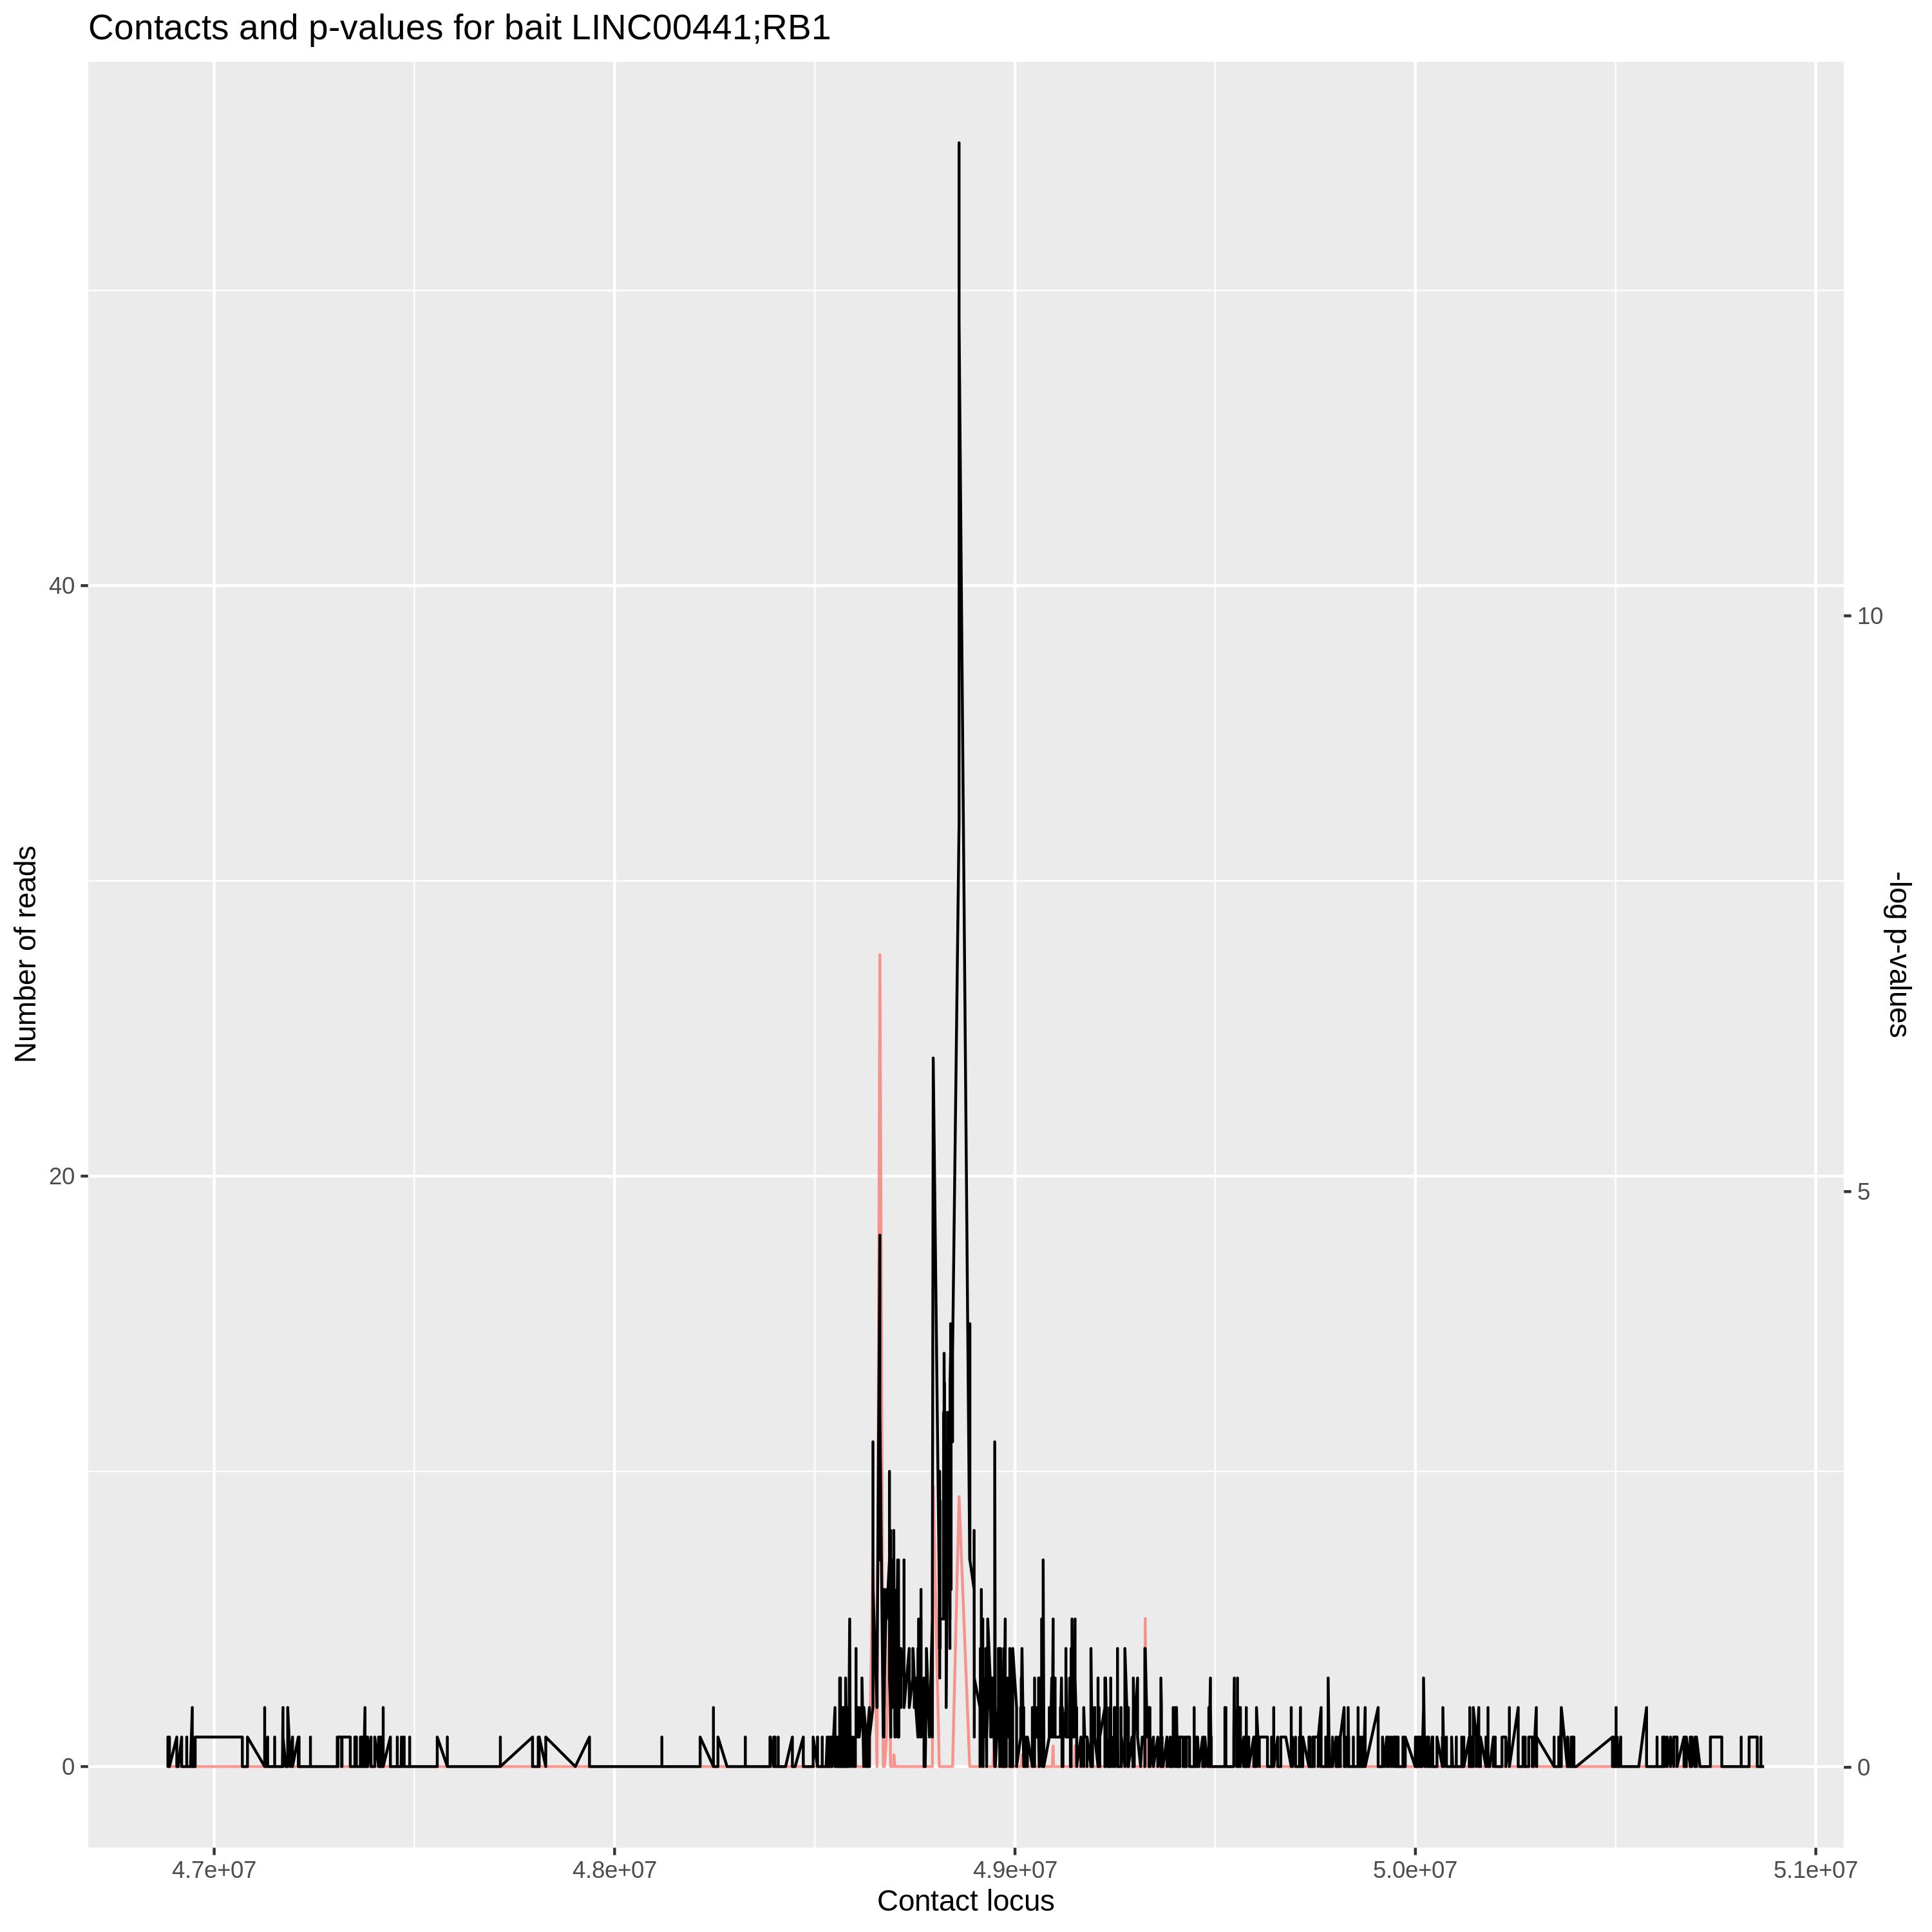 Contacts and p-values for bait LINC00441;RB1
Number of reads
40
20
0
10
5
0
-log p-values
4.7e+07 4.8e+07 4.9e+07 5.0e+07 5.1e+07
Contact locus